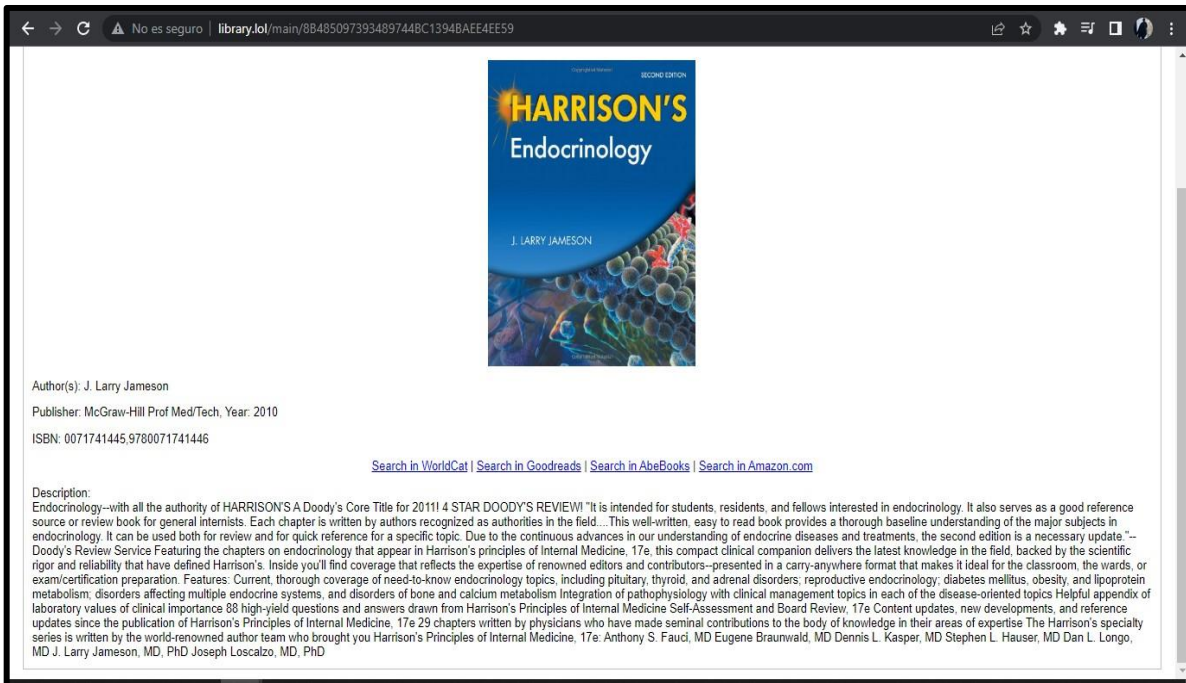 No es seguro | library.lol/main/8B485097393489744BC1394BAEE4EE59
Copyrighted Material
SECOND EDITION
HARRISON'S
Endocrinology
J. LARRY JAMESON
Copyrighted Material
Author(s): J. Larry Jameson
Publisher: McGraw-Hill Prof Med/Tech, Year: 2010
ISBN: 0071741445,9780071741446
Search in WorldCat | Search in Goodreads | Search in AbeBooks | Search in Amazon.com
Description:
Endocrinology--with all the authority of HARRISON'S A Doody's Core Title for 2011! 4 STAR DOODY'S REVIEW! "It is intended for students, residents, and fellows interested in endocrinology. It also serves as a good reference
source or review book for general internists. Each chapter is written by authors recognized as authorities in the field....This well-written, easy to read book provides a thorough baseline understanding of the major subjects in
endocrinology. It can be used both for review and for quick reference for a specific topic. Due to the continuous advances in our understanding of endocrine diseases and treatments, the second edition is a necessary update."--
Doody's Review Service Featuring the chapters on endocrinology that appear in Harrison's principles of Internal Medicine, 17e, this compact clinical companion delivers the latest knowledge in the field, backed by the scientific
rigor and reliability that have defined Harrison's. Inside you'll find coverage that reflects the expertise of renowned editors and contributors--presented in a carry-anywhere format that makes it ideal for the classroom, the wards, or
exam/certification preparation. Features: Current, thorough coverage of need-to-know endocrinology topics, including pituitary, thyroid, and adrenal disorders; reproductive endocrinology; diabetes mellitus, obesity, and lipoprotein
metabolism; disorders affecting multiple endocrine systems, and disorders of bone and calcium metabolism Integration of pathophysiology with clinical management topics in each of the disease-oriented topics Helpful appendix of
laboratory values of clinical importance 88 high-yield questions and answers drawn from Harrison's Principles of Internal Medicine Self-Assessment and Board Review, 17e Content updates, new developments, and reference
updates since the publication of Harrison's Principles of Internal Medicine, 17e 29 chapters written by physicians who have made seminal contributions to the body of knowledge in their areas of expertise The Harrison's specialty
series is written by the world-renowned author team who brought you Harrison's Principles of Internal Medicine, 17e: Anthony S. Fauci, MD Eugene Braunwald, MD Dennis L. Kasper, MD Stephen L. Hauser, MD Dan L. Longo,
MD J. Larry Jameson, MD, PhD Joseph Loscalzo, MD, PhD